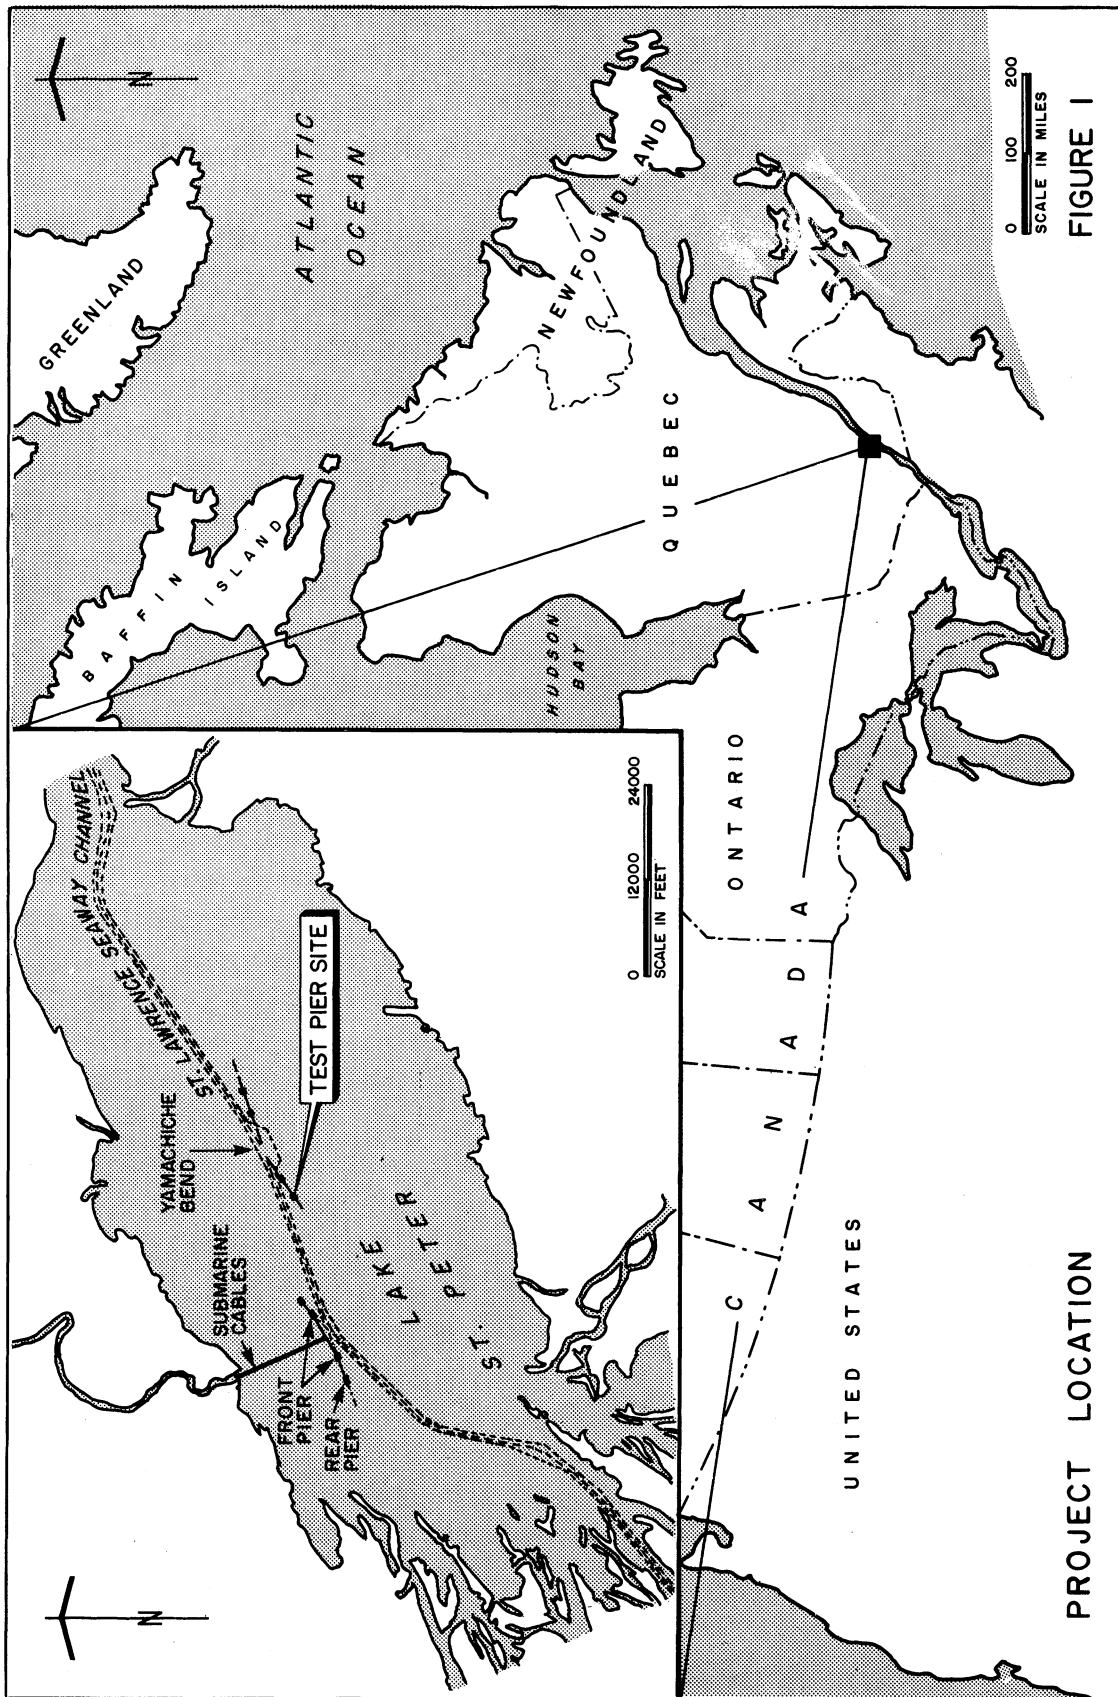 N
GREENLAND
ATLANTIC
OCEAN
BAFFIN
ISLAND
HUDSON
BAY
NEWFOUNDLAND
QUEBEC
ONTARIO
CANADA
UNITED STATES
0 100 200
SCALE IN MILES
N
ST. LAWRENCE SEAWAY CHANNEL
YAMACHICHE
BEND
SUBMARINE
CABLES
FRONT
PIER
REAR
PIER
TEST PIER SITE
LAKE
ST. PETER
0 12000 24000
SCALE IN FEET
PROJECT LOCATION
FIGURE 1